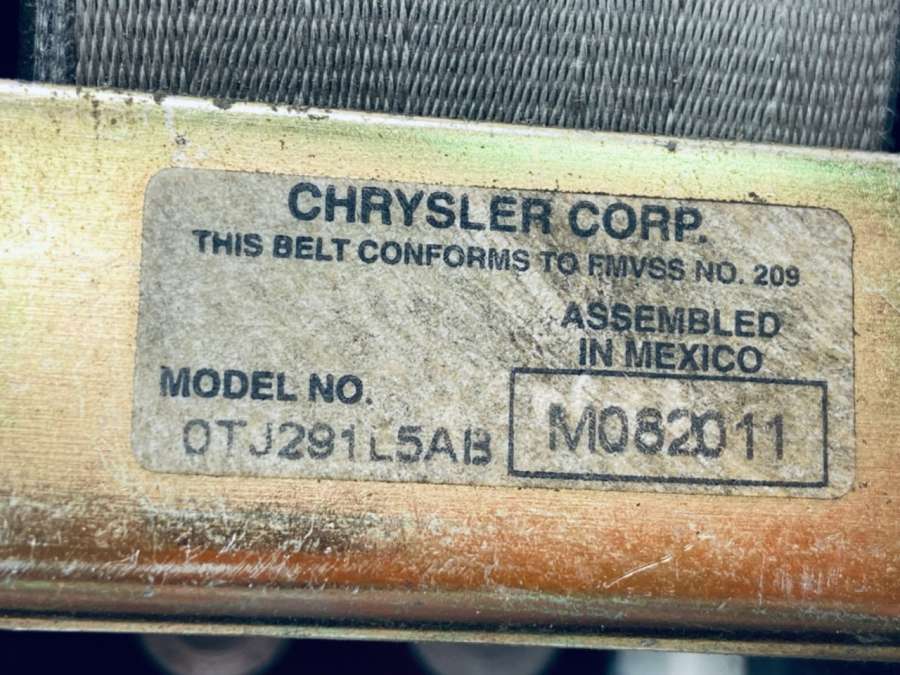 CHRYSLER CORP.
THIS BELT CONFORMS TO FMVSS NO. 209
ASSEMBLED
IN MEXICO
MODEL NO.
0TJ291L5AB
M082011